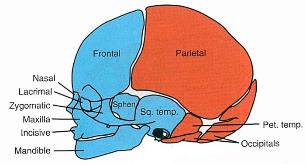 Frontal
Parietal
Nasal
Lacrimal
Zygomatic
Maxilla
Incisive
Mandible
Sphen
Sq. temp.
Pet. temp.
Occipitals